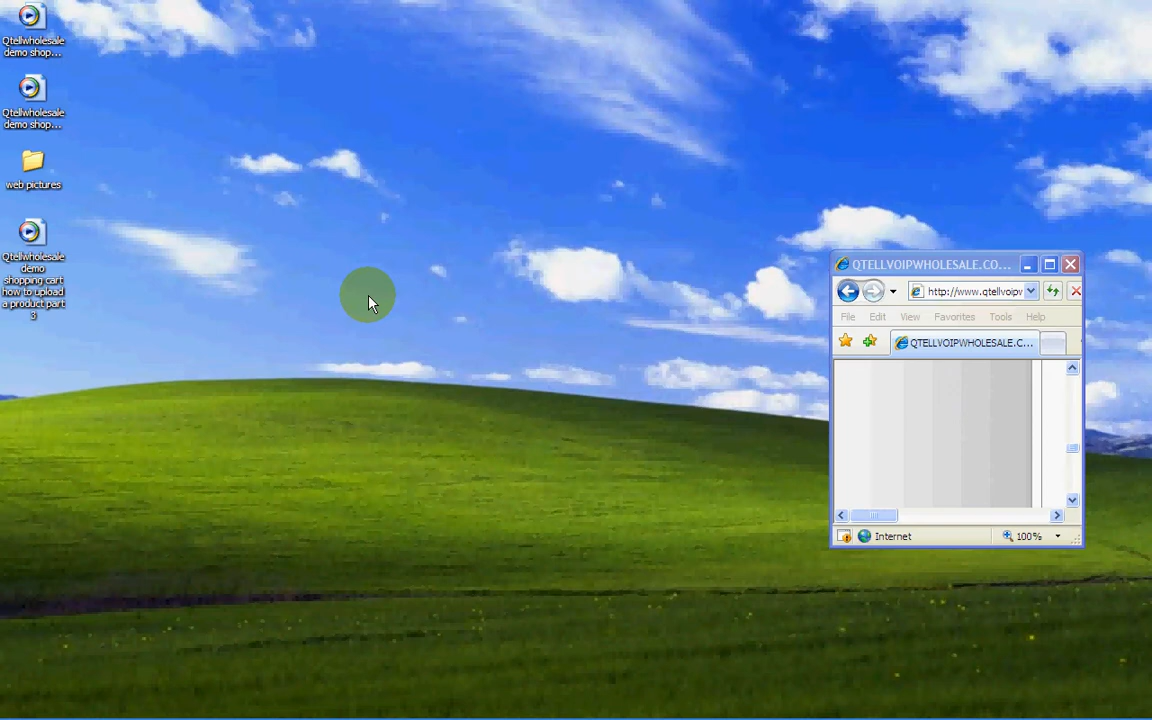 Qtellwholesale
demo shop...
Qtellwholesale
demo shop...
web pictures
Qtellwholesale
demo
shopping cart
how to upload
a product part
3
QTELLVOIPWHOLESALE.CO...
http://www.qtellvoipw
File Edit View Favorites Tools Help
QTELLVOIPWHOLESALE.C...
Internet 100%